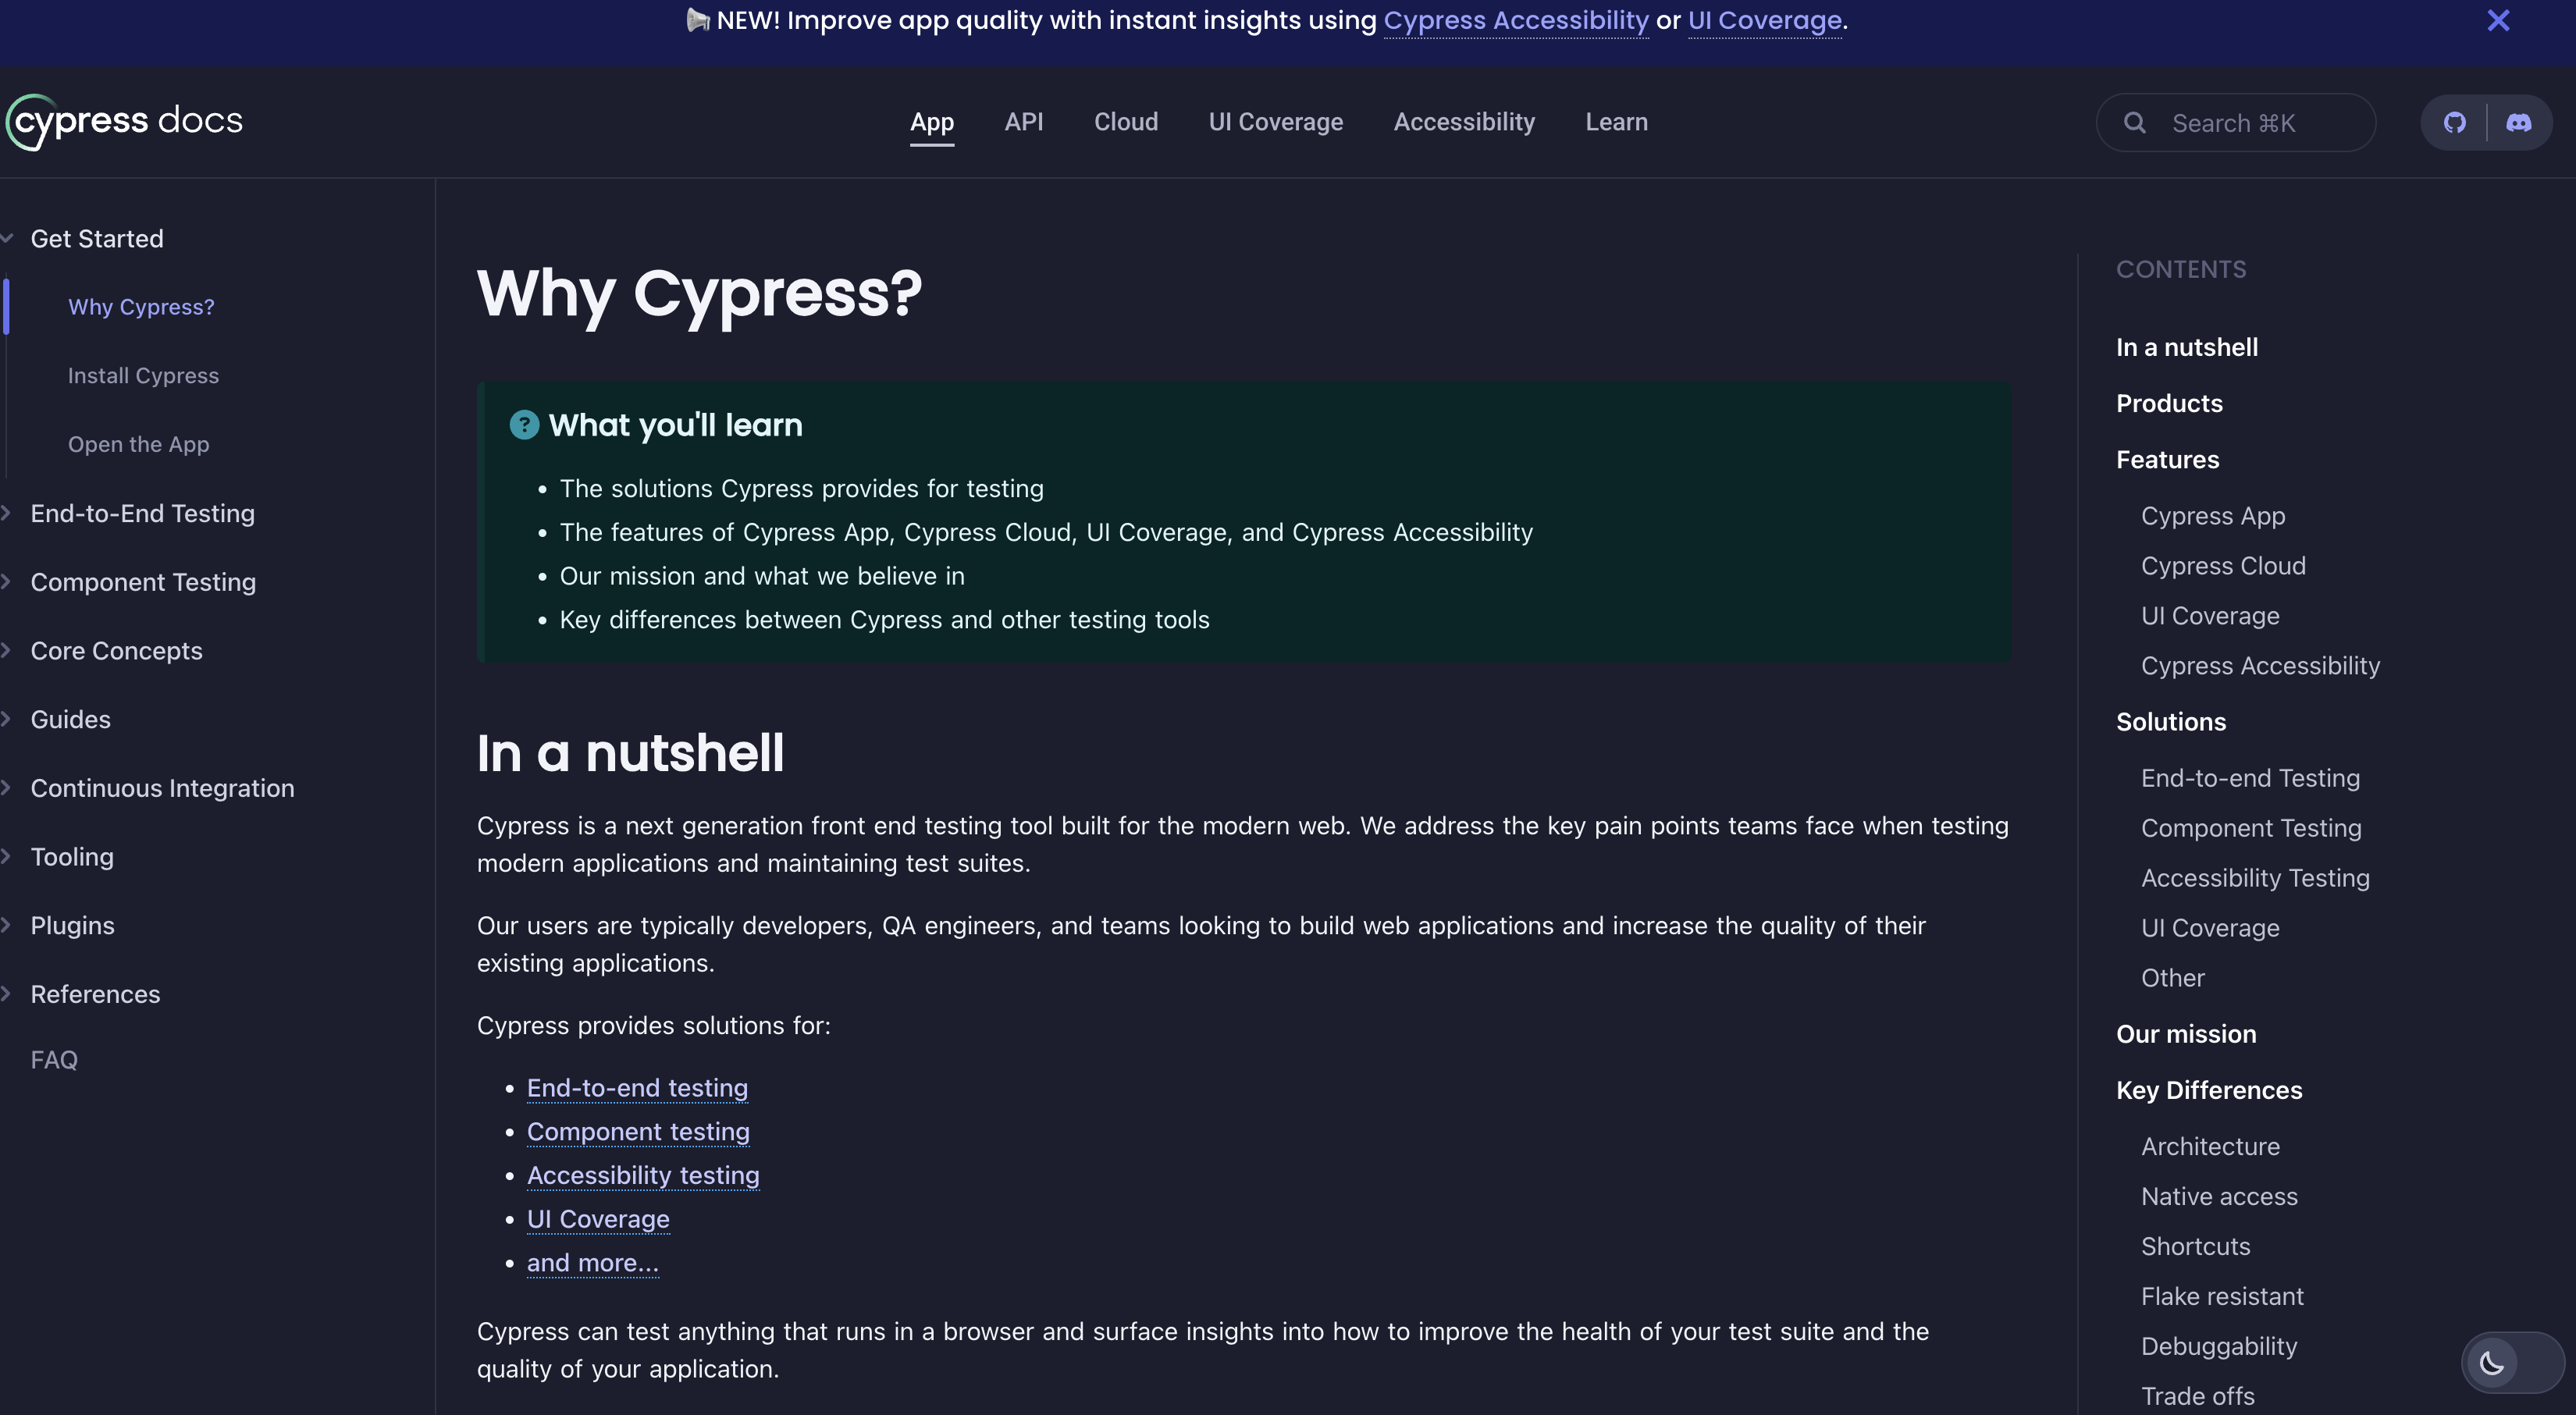 NEW! Improve app quality with instant insights using Cypress Accessibility or UI Coverage.
cypress docs
App
API
Cloud
UI Coverage
Accessibility
Learn
Search ⌘K
Get Started
Why Cypress?
Install Cypress
Open the App
End-to-End Testing
Component Testing
Core Concepts
Guides
Continuous Integration
Tooling
Plugins
References
FAQ
Why Cypress?
What you'll learn
The solutions Cypress provides for testing
The features of Cypress App, Cypress Cloud, UI Coverage, and Cypress Accessibility
Our mission and what we believe in
Key differences between Cypress and other testing tools
In a nutshell
Cypress is a next generation front end testing tool built for the modern web. We address the key pain points teams face when testing
modern applications and maintaining test suites.
Our users are typically developers, QA engineers, and teams looking to build web applications and increase the quality of their
existing applications.
Cypress provides solutions for:
End-to-end testing
Component testing
Accessibility testing
UI Coverage
and more...
Cypress can test anything that runs in a browser and surface insights into how to improve the health of your test suite and the
quality of your application.
CONTENTS
In a nutshell
Products
Features
Cypress App
Cypress Cloud
UI Coverage
Cypress Accessibility
Solutions
End-to-end Testing
Component Testing
Accessibility Testing
UI Coverage
Other
Our mission
Key Differences
Architecture
Native access
Shortcuts
Flake resistant
Debuggability
Trade offs